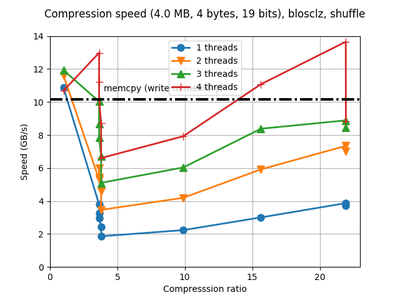 Compression speed (4.0 MB, 4 bytes, 19 bits), blosclz, shuffle
14
12
10
8
6
4
2
0
Speed (GB/s)
1 threads
2 threads
3 threads
4 threads
memcpy (write
0
5
10
15
20
Compresssion ratio